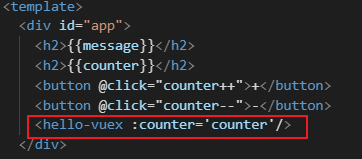 <template>
<div id="app">
<h2>{{message}}</h2>
<h2>{{counter}}</h2>
<button @click="counter++">+</button>
<button @click="counter--">-</button>
<hello-vuex :counter='counter'/>
</div>